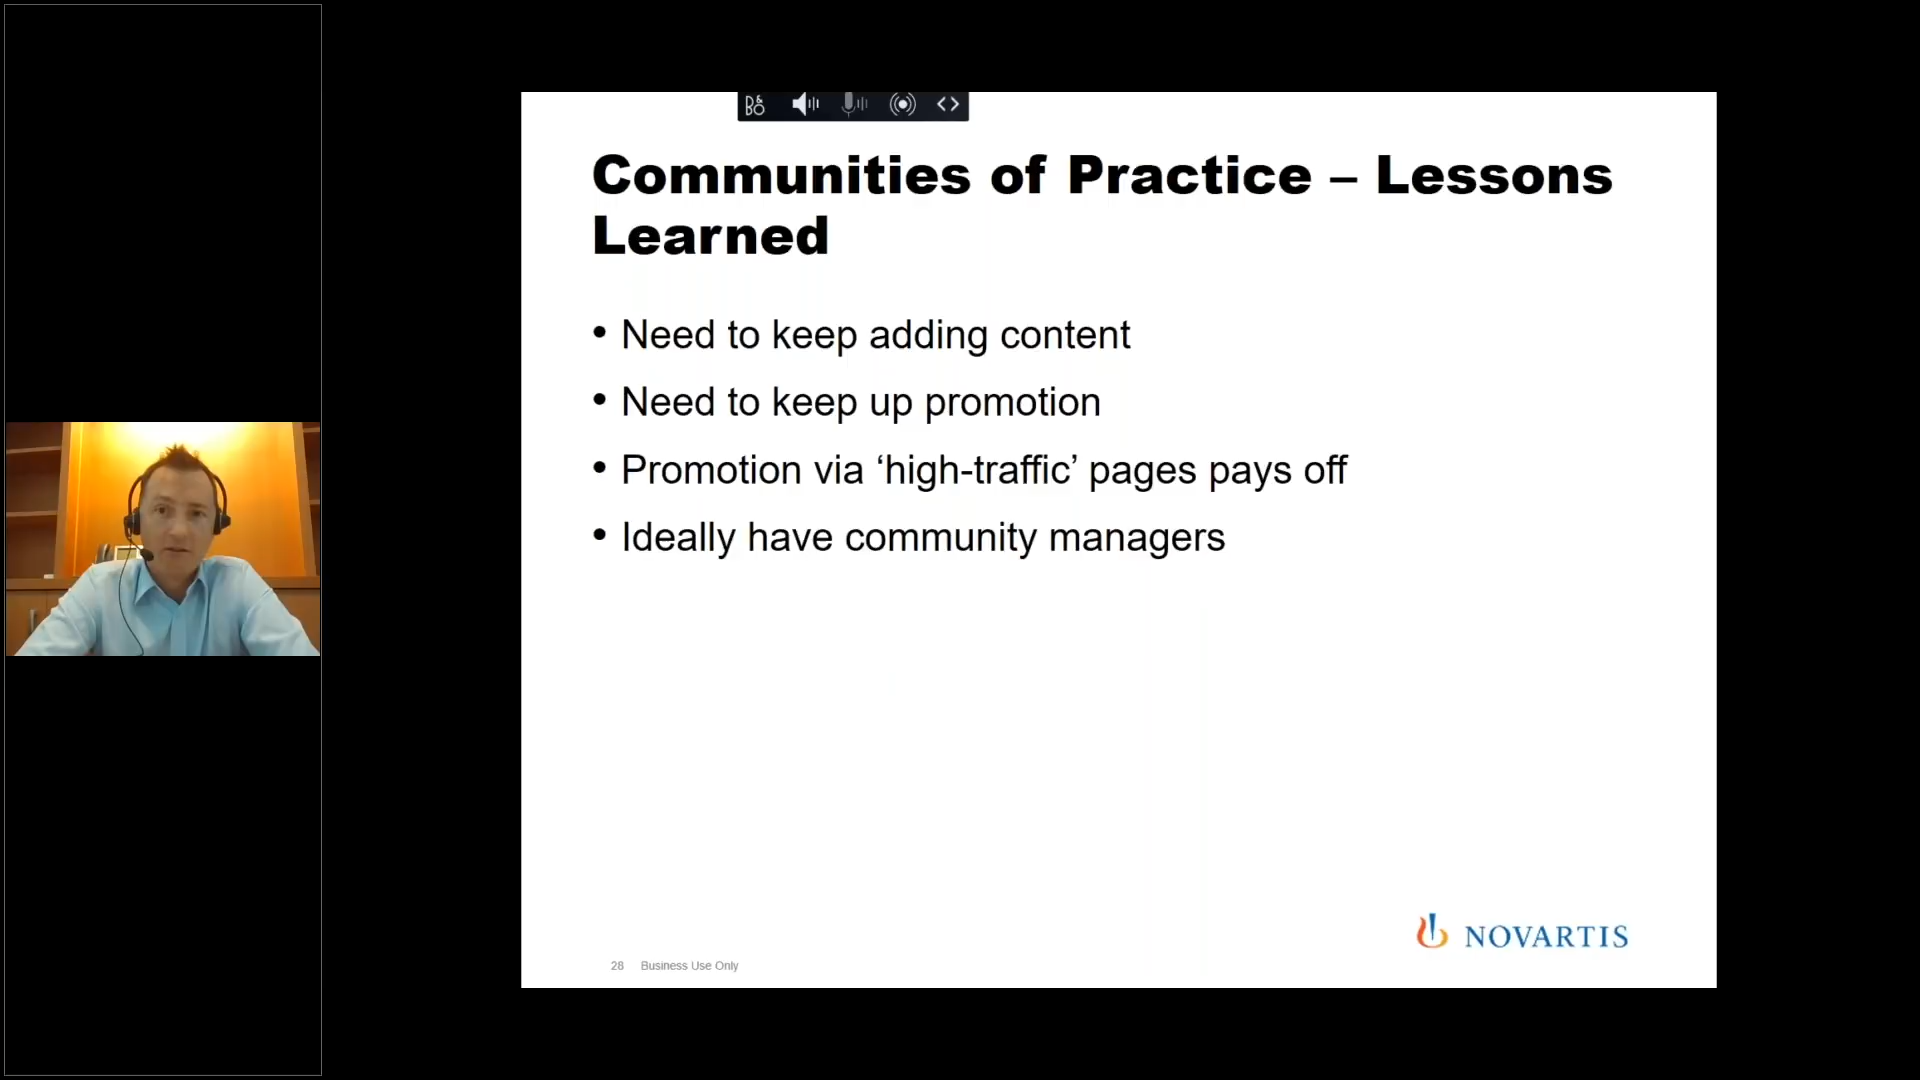 B&O
Communities of Practice – Lessons
Learned
• Need to keep adding content
• Need to keep up promotion
• Promotion via ‘high-traffic’ pages pays off
• Ideally have community managers
NOVARTIS
28 Business Use Only